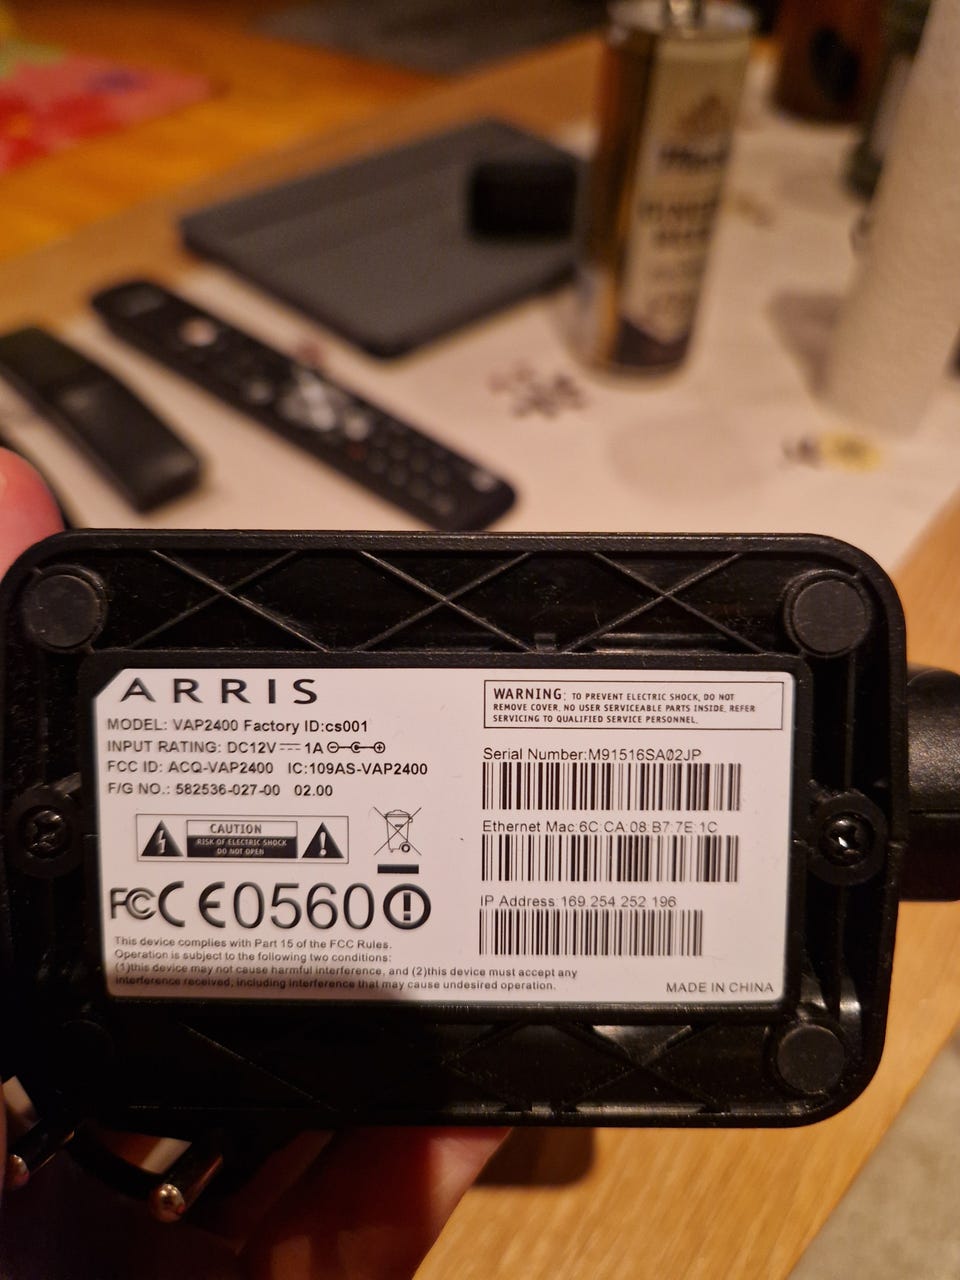 ARRIS
MODEL: VAP2400 Factory ID:cs001
INPUT RATING: DC12V 1A
FCC ID: ACQ-VAP2400 IC:109AS-VAP2400
F/G NO.: 582536-027-00 02.00
CAUTION
RISK OF ELECTRIC SHOCK
DO NOT OPEN
FCC CE0560
This device complies with Part 15 of the FCC Rules.
Operation is subject to the following two conditions:
(1)this device may not cause harmful interference, and (2)this device must accept any
interference received, including interference that may cause undesired operation.
WARNING: TO PREVENT ELECTRIC SHOCK, DO NOT
REMOVE COVER. NO USER SERVICEABLE PARTS INSIDE. REFER
SERVICING TO QUALIFIED SERVICE PERSONNEL.
Serial Number:M91516SA02JP
Ethernet Mac:6C:CA:08:B7:7E:1C
IP Address:169.254.252.196
MADE IN CHINA